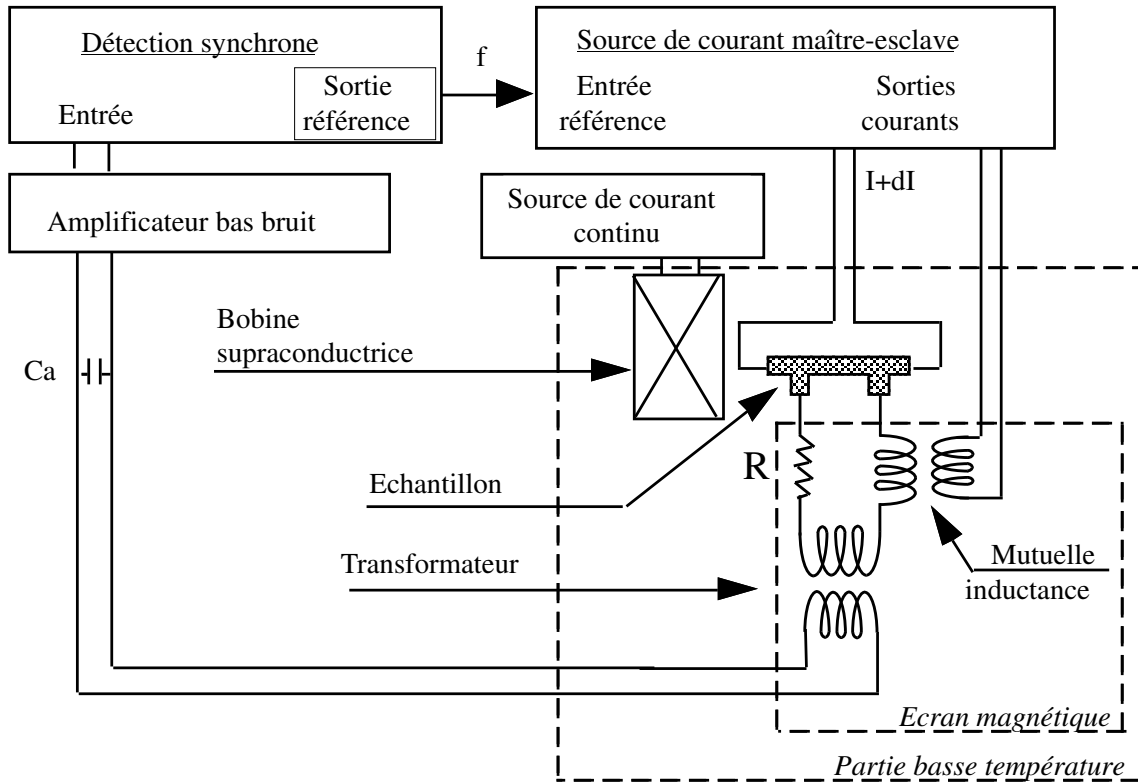 Détection synchrone
Entrée
Sortie
référence
f
Source de courant maître-esclave
Entrée
référence
Sorties
courants
Amplificateur bas bruit
Source de courant
continu
I+dI
Bobine
supraconductrice
Ca
R
Echantillon
Transformateur
Mutuelle
inductance
Ecran magnétique
Partie basse température